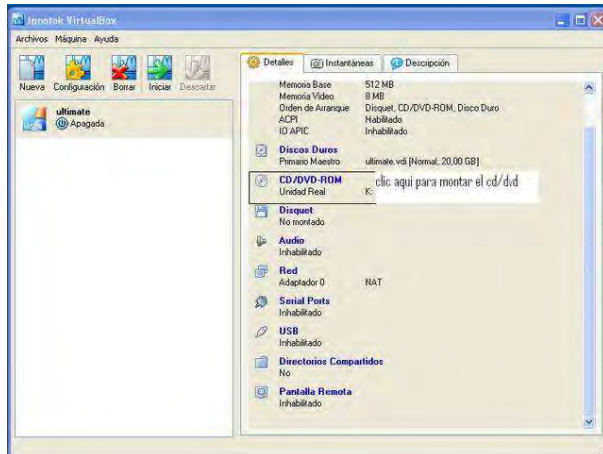 innotek VirtualBox
Archivos Máquina Ayuda
Nueva Configuración Borrar Iniciar Descartar
ultimate
Apagada
Detalles Instantáneas Descripción
Memoria Base 512 MB
Memoria Video 8 MB
Orden de Arranque Disquet, CD/DVD-ROM, Disco Duro
ACPI Habilitado
IO APIC Inhabilitado
Discos Duros
Primario Maestro ultimate.vdi [Normal, 20,00 GB]
CD/DVD-ROM
Unidad Real K:
clic aqui para montar el cd/dvd
Disquet
No montado
Audio
Inhabilitado
Red
Adaptador 0 NAT
Serial Ports
Inhabilitado
USB
Inhabilitado
Directorios Compartidos
No
Pantalla Remota
Inhabilitado